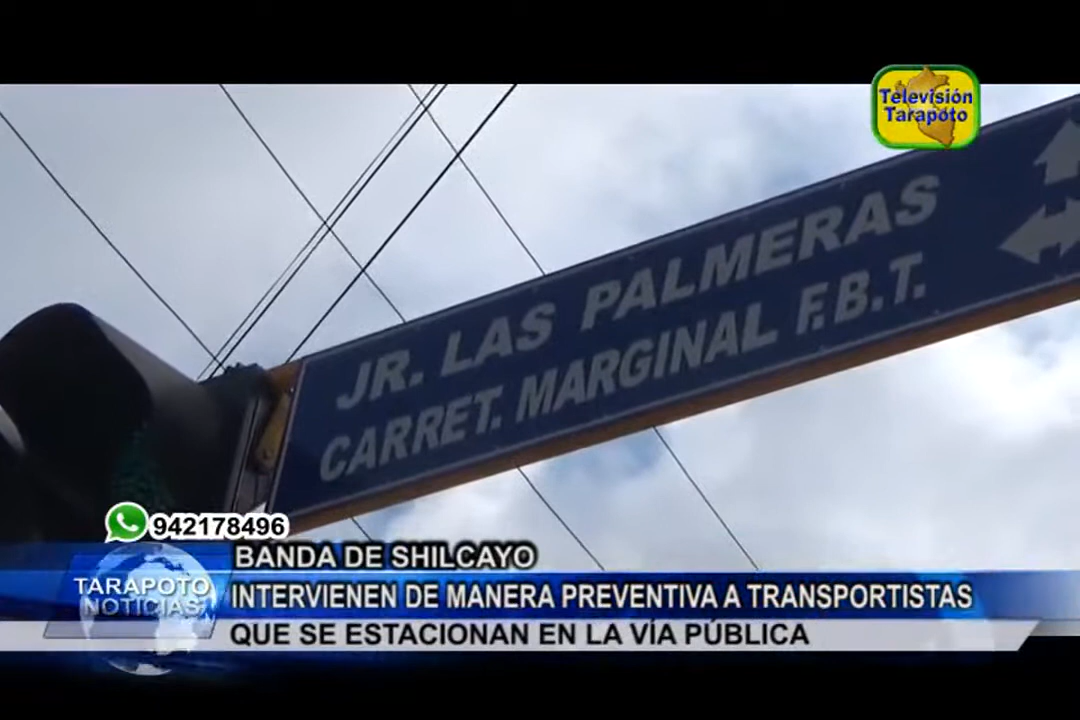 Televisión
Tarapoto
JR. LAS PALMERAS
CARRET. MARGINAL F.B.T.
942178496
BANDA DE SHILCAYO
TARAPOTO
NOTICIAS
INTERVIENEN DE MANERA PREVENTIVA A TRANSPORTISTAS
QUE SE ESTACIONAN EN LA VÍA PÚBLICA